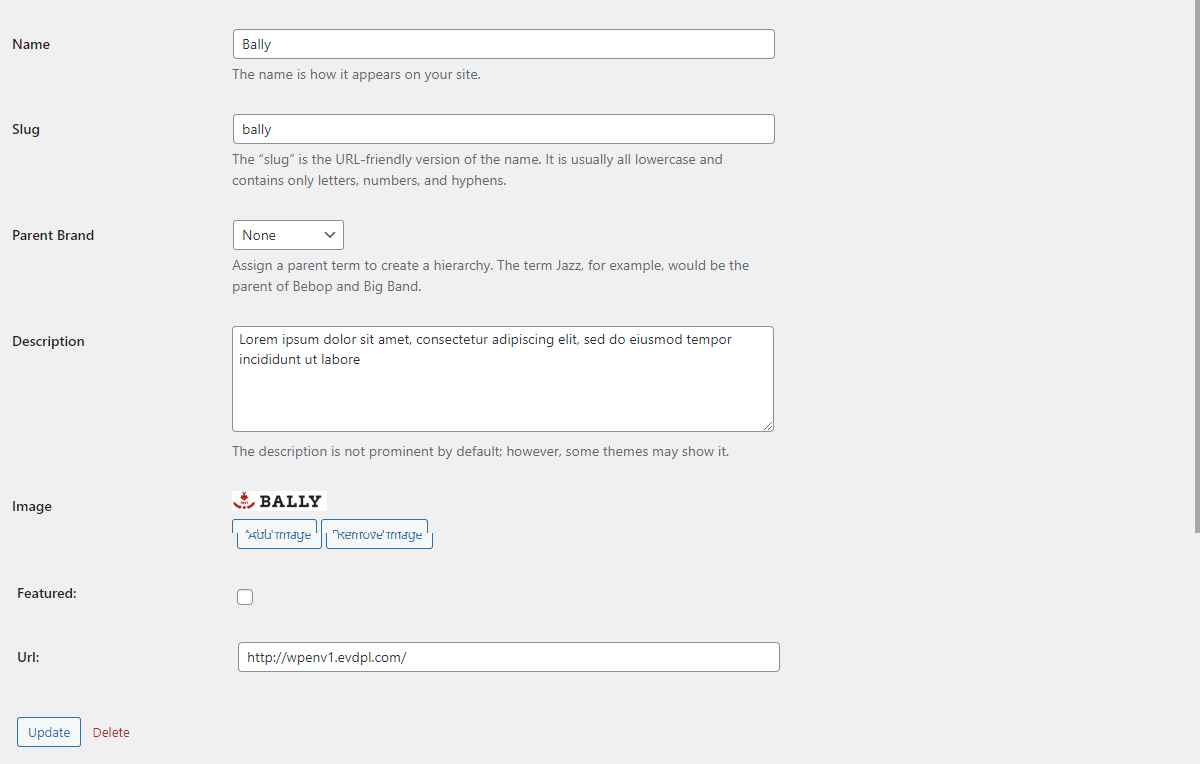 Name
Bally
The name is how it appears on your site.
Slug
bally
The “slug” is the URL-friendly version of the name. It is usually all lowercase and
contains only letters, numbers, and hyphens.
Parent Brand
None
Assign a parent term to create a hierarchy. The term Jazz, for example, would be the
parent of Bebop and Big Band.
Description
Lorem ipsum dolor sit amet, consectetur adipiscing elit, sed do eiusmod tempor
incididunt ut labore
The description is not prominent by default; however, some themes may show it.
Image
BALLY
Add image Remove image
Featured:
Url:
http://wpenv1.evdpl.com/
Update Delete